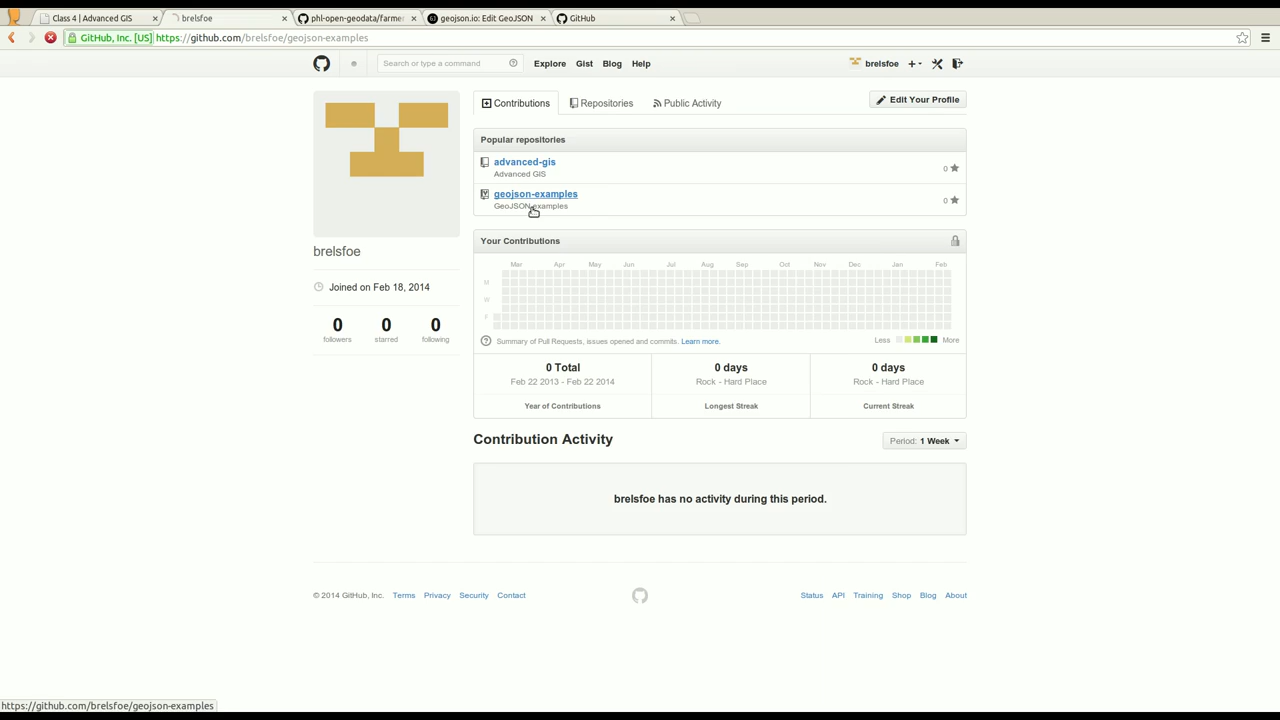 Class 4 | Advanced GIS
brelsfoe
phl-open-geodata/farme
geojson.io: Edit GeoJSON
GitHub
GitHub, Inc. [US] https://github.com/brelsfoe/geojson-examples
Search or type a command
Explore Gist Blog Help
brelsfoe
Contributions
Repositories
Public Activity
Edit Your Profile
Popular repositories
advanced-gis
Advanced GIS
0
geojson-examples
GeoJSON examples
0
brelsfoe
Joined on Feb 18, 2014
0 0 0
followers starred following
Your Contributions
Mar Apr May Jun Jul Aug Sep Oct Nov Dec Jan Feb
M
W
F
Summary of Pull Requests, issues opened and commits. Learn more.
Less More
0 Total
Feb 22 2013 - Feb 22 2014
Year of Contributions
0 days
Rock - Hard Place
Longest Streak
0 days
Rock - Hard Place
Current Streak
Contribution Activity
Period: 1 Week
brelsfoe has no activity during this period.
© 2014 GitHub, Inc. Terms Privacy Security Contact
Status API Training Shop Blog About
https://github.com/brelsfoe/geojson-examples